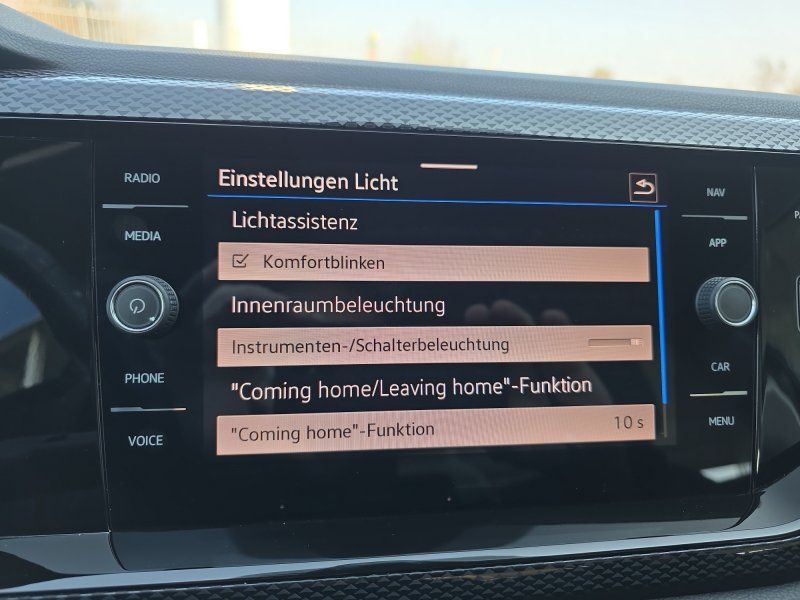 RADIO
MEDIA
PHONE
VOICE
Einstellungen Licht
Lichtassistenz
Komfortblinken
Innenraumbeleuchtung
Instrumenten-/Schalterbeleuchtung
"Coming home/Leaving home"-Funktion
"Coming home"-Funktion 10 s
NAV
APP
CAR
MENU